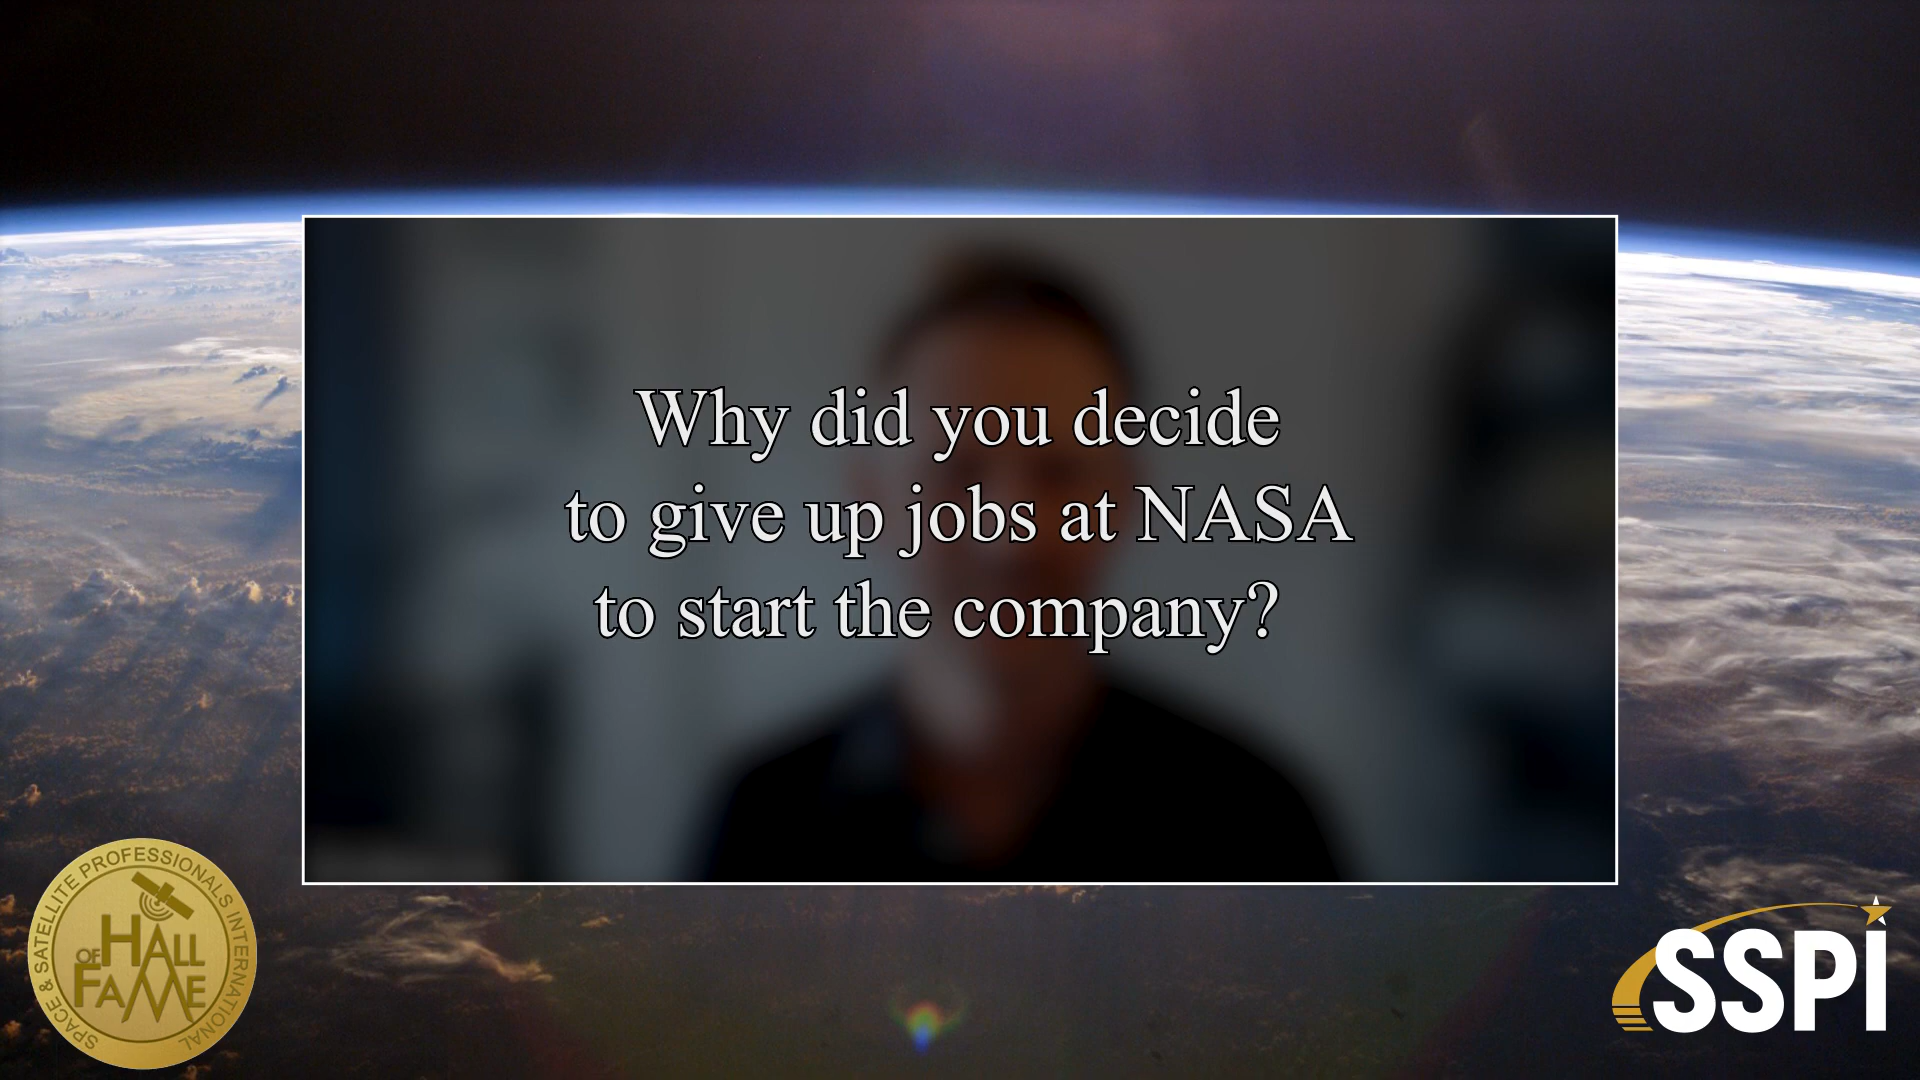 Why did you decide
to give up jobs at NASA
to start the company?
SPACE & SATELLITE PROFESSIONALS INTERNATIONAL
HALL
OF
FAME
SSPI